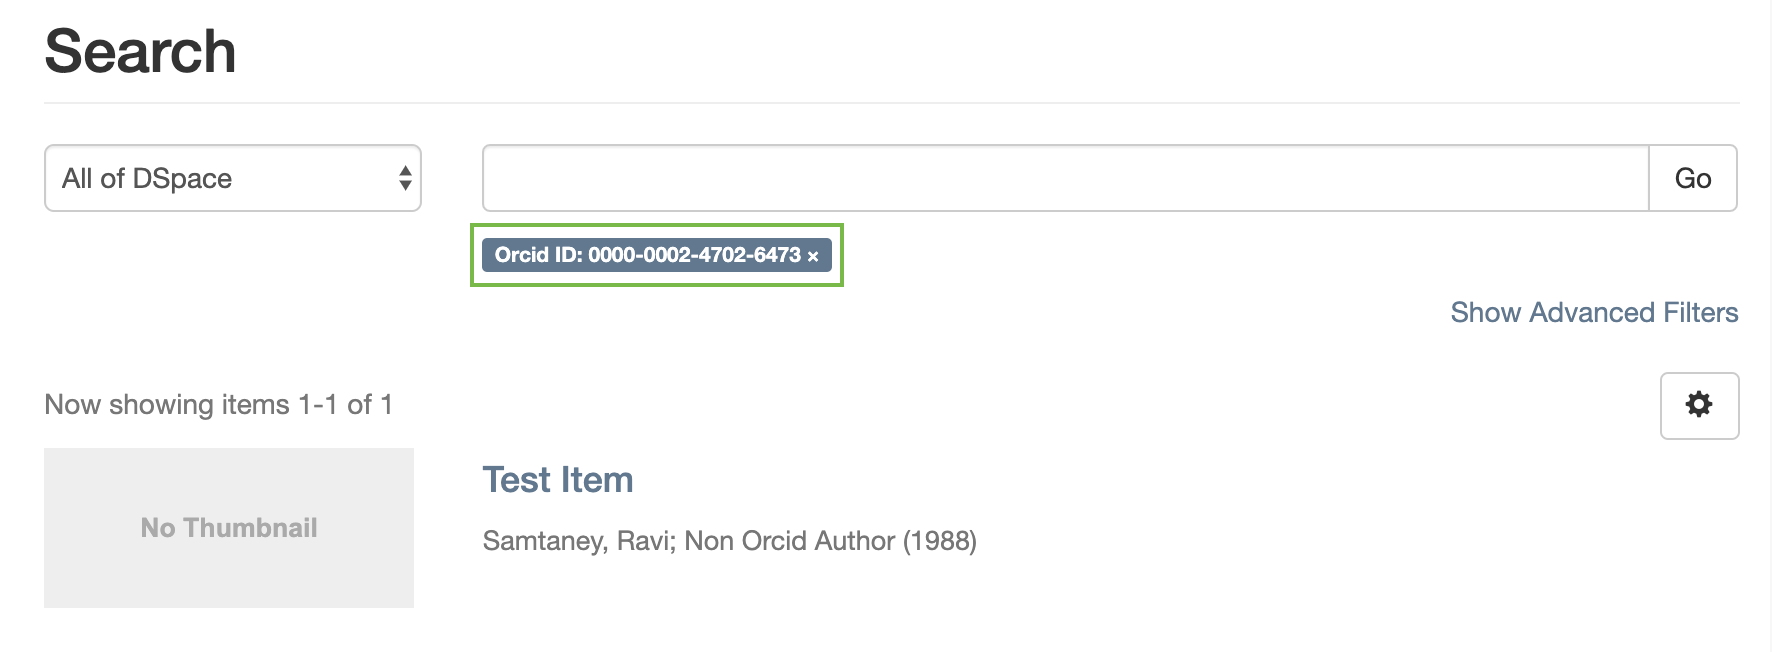 Search
All of DSpace
Go
Orcid ID: 0000-0002-4702-6473 ×
Show Advanced Filters
Now showing items 1-1 of 1
No Thumbnail
Test Item
Samtaney, Ravi; Non Orcid Author (1988)